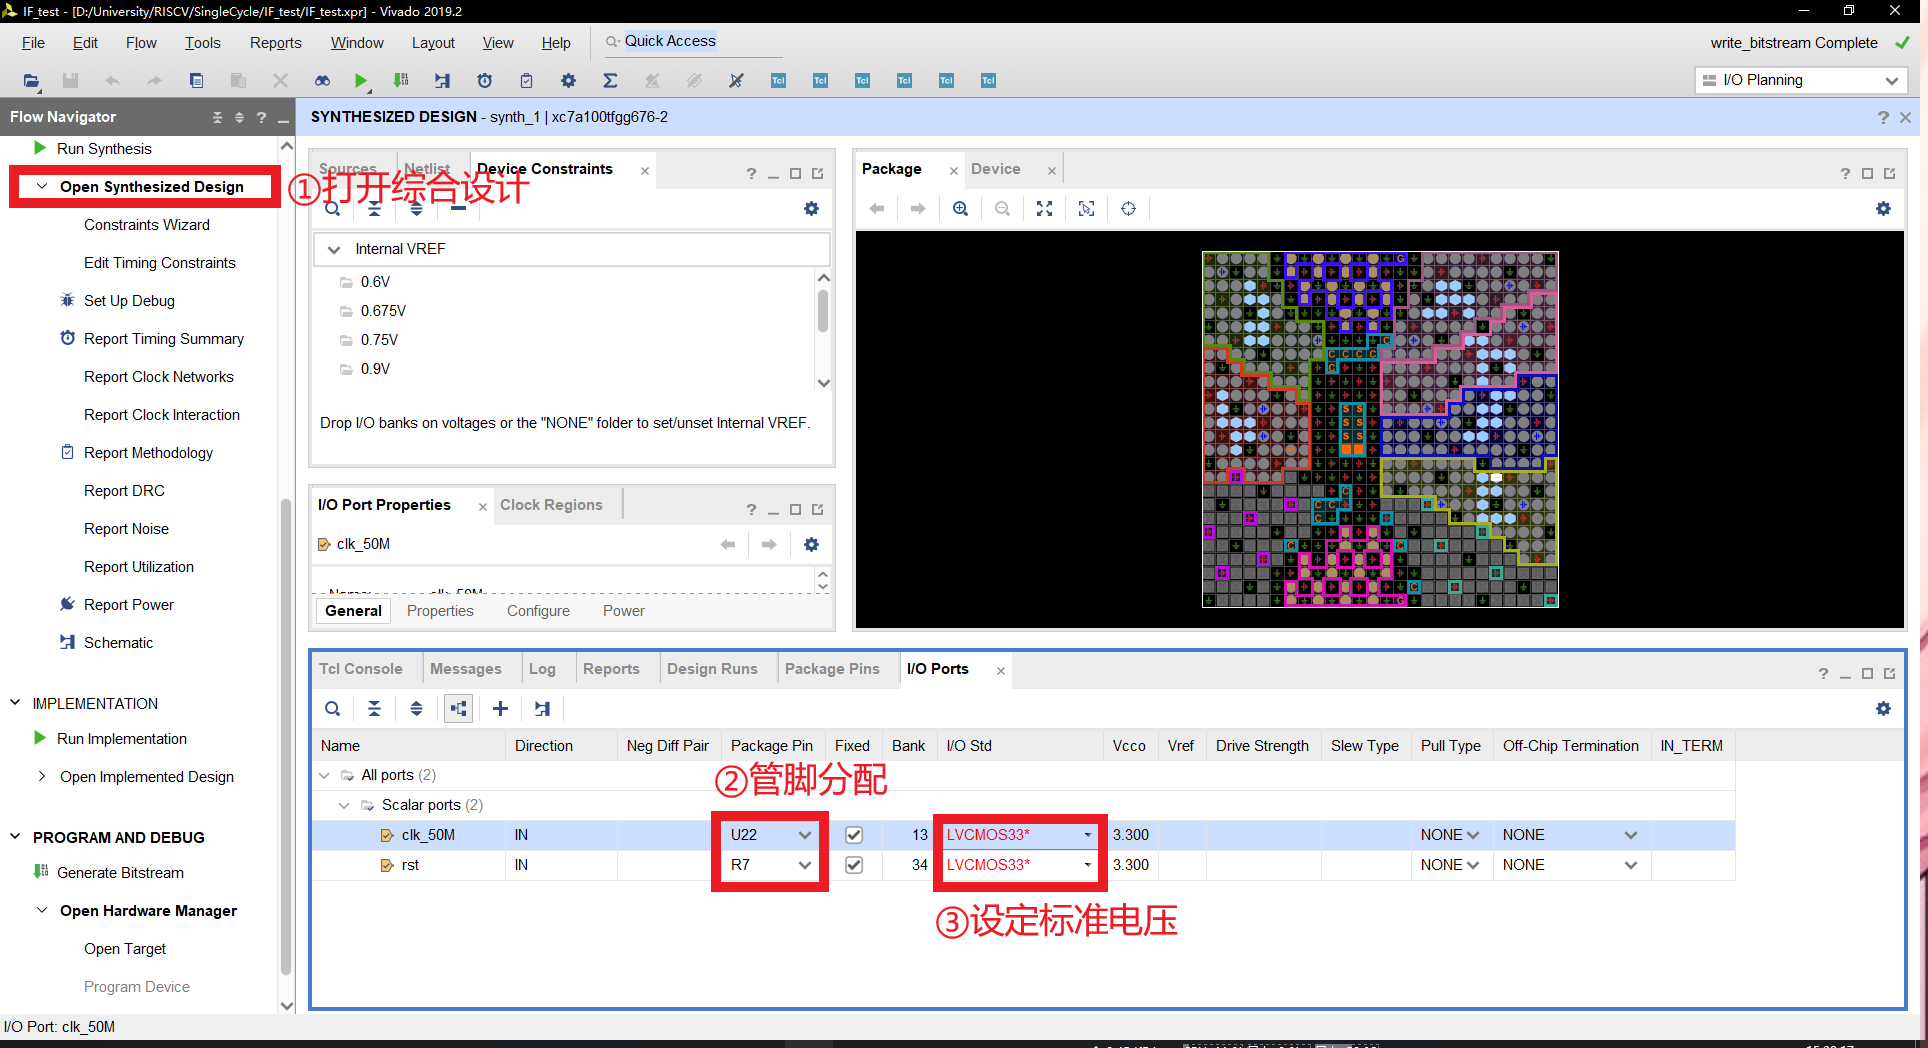 IF_test - [D:/University/RISCV/SingleCycle/IF_test/IF_test.xpr] - Vivado 2019.2
File Edit Flow Tools Reports Window Layout View Help Quick Access
write_bitstream Complete
I/O Planning
Flow Navigator
SYNTHESIZED DESIGN - synth_1 | xc7a100tfgg676-2
Run Synthesis
Open Synthesized Design
①打开综合设计
Constraints Wizard
Edit Timing Constraints
Set Up Debug
Report Timing Summary
Report Clock Networks
Report Clock Interaction
Report Methodology
Report DRC
Report Noise
Report Utilization
Report Power
Schematic
IMPLEMENTATION
Run Implementation
Open Implemented Design
PROGRAM AND DEBUG
Generate Bitstream
Open Hardware Manager
Open Target
Program Device
Sources Netlist Device Constraints
Internal VREF
0.6V
0.675V
0.75V
0.9V
Drop I/O banks on voltages or the "NONE" folder to set/unset Internal VREF.
I/O Port Properties Clock Regions
clk_50M
Name: clk_50M
General Properties Configure Power
Package Device
Tcl Console Messages Log Reports Design Runs Package Pins I/O Ports
Name Direction Neg Diff Pair Package Pin Fixed Bank I/O Std Vcco Vref Drive Strength Slew Type Pull Type Off-Chip Termination IN_TERM
All ports (2)
②管脚分配
Scalar ports (2)
clk_50M IN U22 13 LVCMOS33* 3.300 NONE NONE
rst IN R7 34 LVCMOS33* 3.300 NONE NONE
③设定标准电压
I/O Port: clk_50M